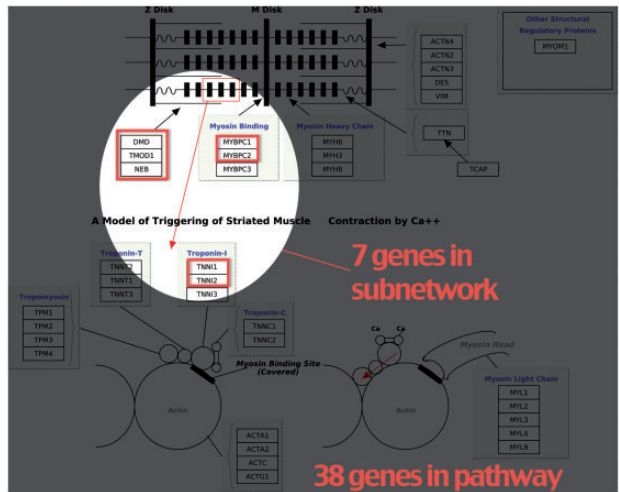 Z Disk
M Disk
Z Disk
Other Structural
Regulatory Proteins
MYOM1
ACTN4
ACTN2
ACTN3
DES
VIM
DMD
TMOD1
NEB
Myosin Binding
MYBPC1
MYBPC2
MYBPC3
Myosin Heavy Chain
MYH6
MYH3
MYH8
TTN
TCAP
A Model of Triggering of Striated Muscle Contraction by Ca++
Troponin-T
TNNT2
TNNT1
TNNT3
Troponin-I
TNNI1
TNNI2
TNNI3
7 genes in
subnetwork
Tropomyosin
TPM1
TPM2
TPM3
TPM4
Troponin-C
TNNC1
TNNC2
Ca
Ca
Myosin Binding Site
(Covered)
Myosin Head
Actin
Actin
Myosin Light Chain
MYL1
MYL2
MYL3
MYL4
MYL9
ACTA1
ACTA2
ACTC
ACTG1
38 genes in pathway